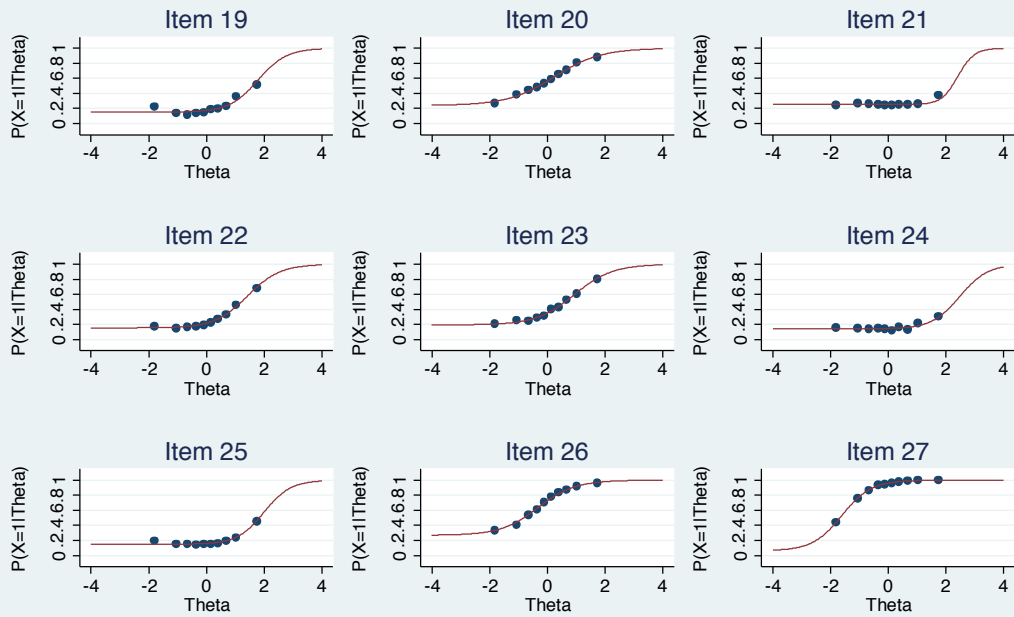 Item 19
P(X=1|Theta)
0 .2 .4 .6 .8 1
-4 -2 0 2 4
Theta
Item 20
P(X=1|Theta)
0 .2 .4 .6 .8 1
-4 -2 0 2 4
Theta
Item 21
P(X=1|Theta)
0 .2 .4 .6 .8 1
-4 -2 0 2 4
Theta
Item 22
P(X=1|Theta)
0 .2 .4 .6 .8 1
-4 -2 0 2 4
Theta
Item 23
P(X=1|Theta)
0 .2 .4 .6 .8 1
-4 -2 0 2 4
Theta
Item 24
P(X=1|Theta)
0 .2 .4 .6 .8 1
-4 -2 0 2 4
Theta
Item 25
P(X=1|Theta)
0 .2 .4 .6 .8 1
-4 -2 0 2 4
Theta
Item 26
P(X=1|Theta)
0 .2 .4 .6 .8 1
-4 -2 0 2 4
Theta
Item 27
P(X=1|Theta)
0 .2 .4 .6 .8 1
-4 -2 0 2 4
Theta